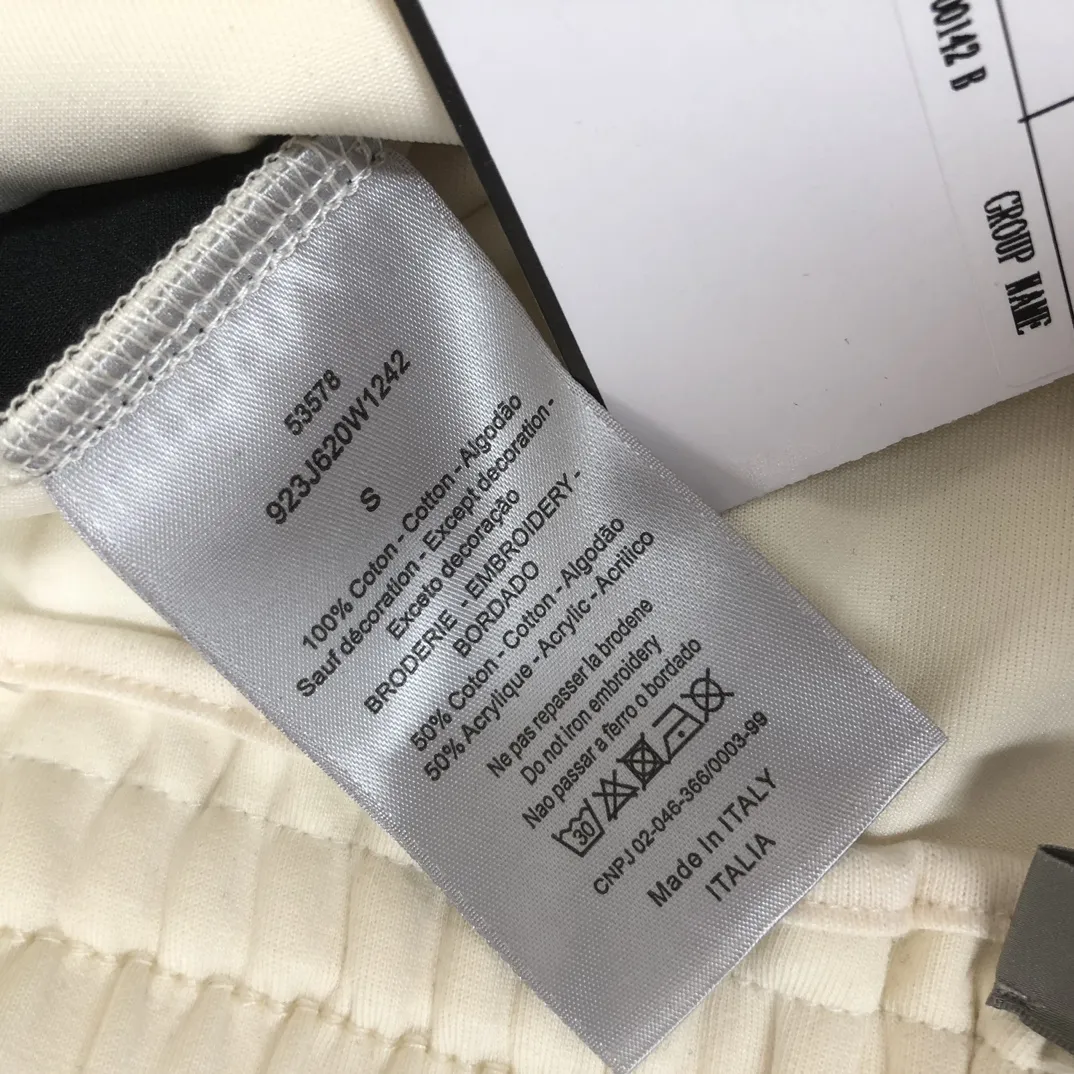 53578
923J620W1242
S
100% Coton - Cotton - Algodão
Sauf décoration - Except decoration -
Exceto decoração
BRODERIE - EMBROIDERY -
BORDADO
50% Coton - Cotton - Algodão
50% Acrylique - Acrylic - Acrilico
Ne pas repasser la brodene
Do not iron embroidery
Nao passar a ferro o bordado
30
CNPJ 02-046-366/0003-99
Made In ITALY
ITALIA
00142 B
GROUP NAME